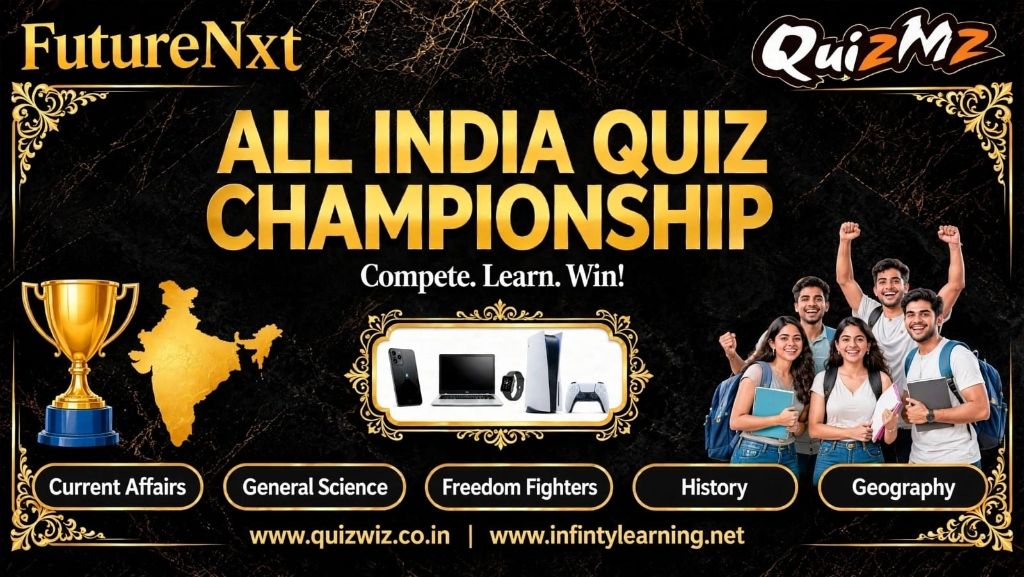 FutureNxt
QuizMz
ALL INDIA QUIZ
CHAMPIONSHIP
Compete. Learn. Win!
Current Affairs
General Science
Freedom Fighters
History
Geography
www.quizwiz.co.in | www.infintylearning.net